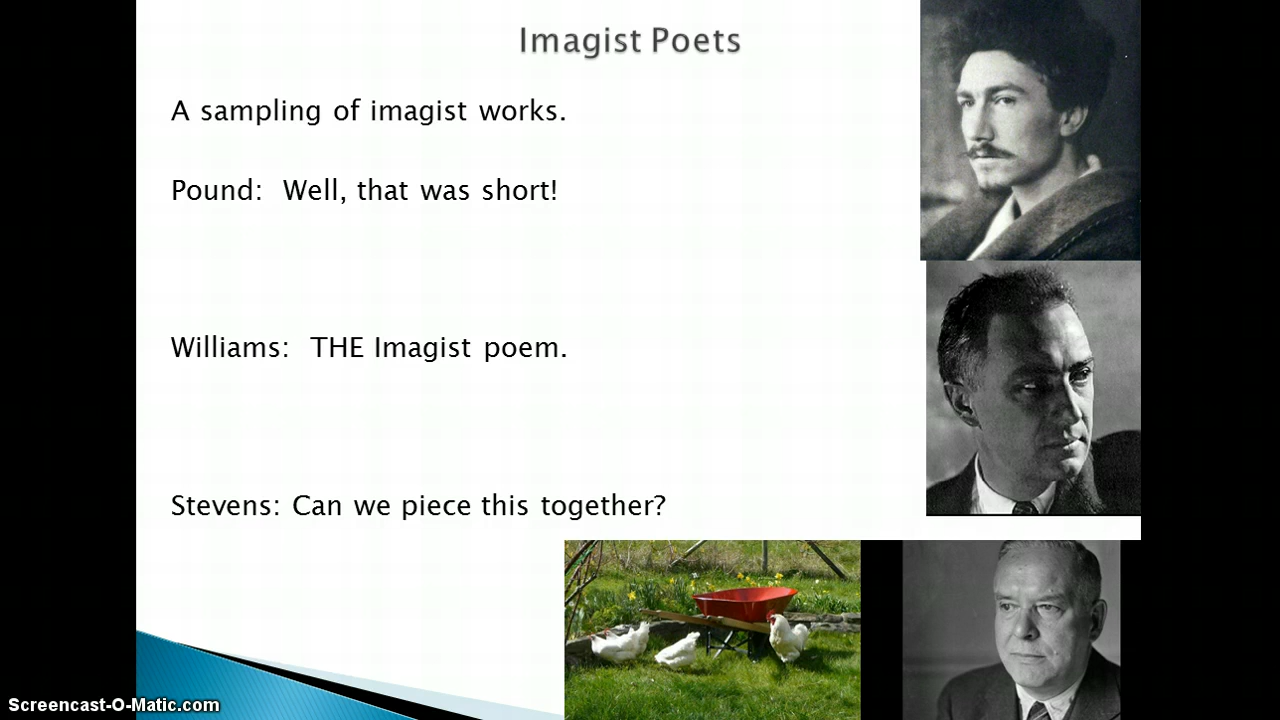 Imagist Poets
A sampling of imagist works.
Pound:  Well, that was short!
Williams:  THE Imagist poem.
Stevens: Can we piece this together?
Screencast-O-Matic.com